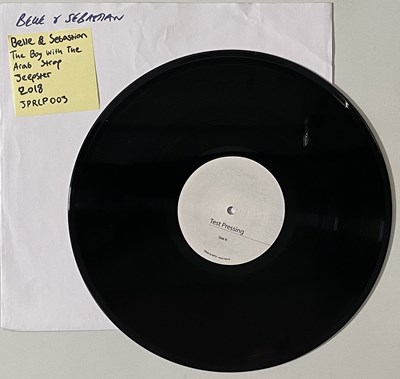 BELLE & SEBASTIAN
Belle & Sebastian
The Boy With The
Arab Strap
Jeepster
2018
JPRLP003
Test Pressing
Side B